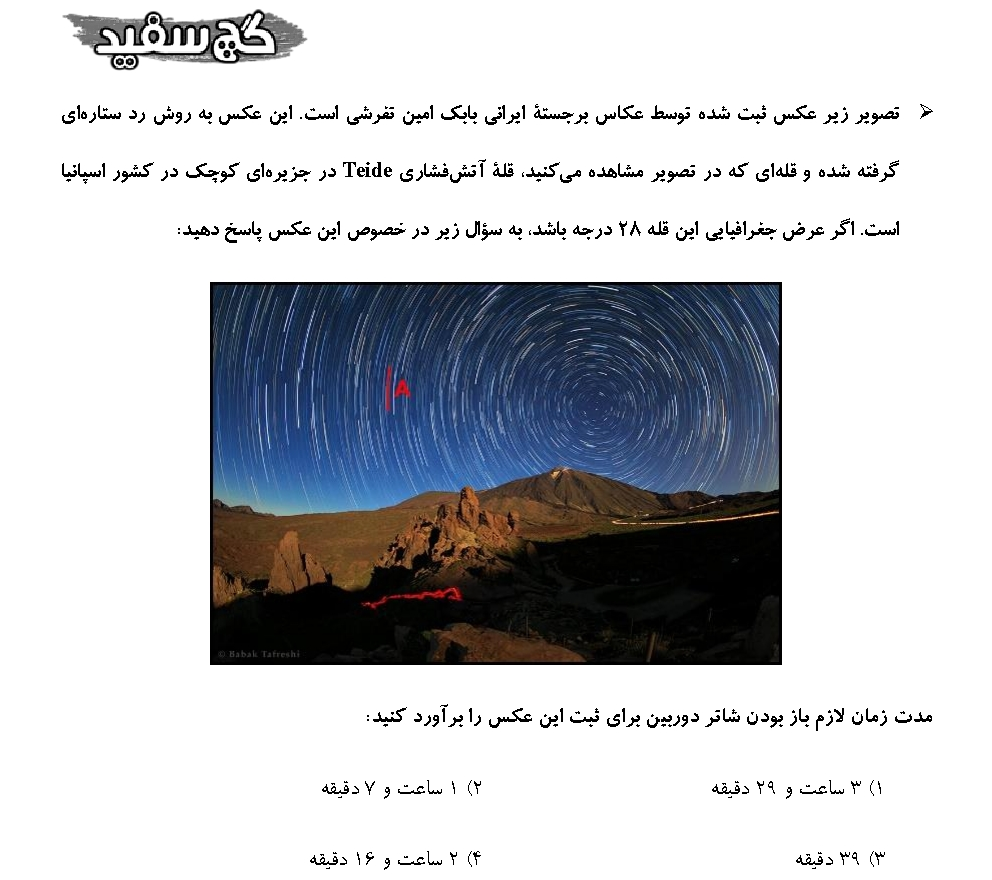 گچ سفید
تصویر زیر عکس ثبت شده توسط عکاس برجستۀ ایرانی بابک امین تفرشی است. این عکس به روش رد ستاره‌ای
گرفته شده و قله‌ای که در تصویر مشاهده می‌کنید، قلۀ آتش‌فشاری Teide در جزیره‌ای کوچک در کشور اسپانیا
است. اگر عرض جغرافیایی این قله ۲۸ درجه باشد، به سؤال زیر در خصوص این عکس پاسخ دهید:
A
© Babak Tafreshi
مدت زمان لازم باز بودن شاتر دوربین برای ثبت این عکس را برآورد کنید:
۱) ۳ ساعت و ۲۹ دقیقه ۲) ۱ ساعت و ۷ دقیقه
۳) ۳۹ دقیقه ۴) ۲ ساعت و ۱۶ دقیقه